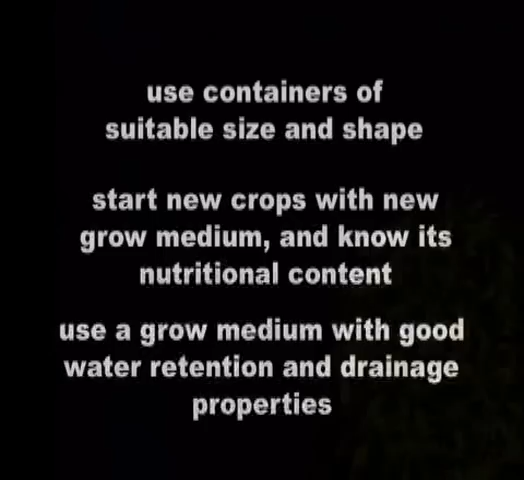 use containers of
suitable size and shape
start new crops with new
grow medium, and know its
nutritional content
use a grow medium with good
water retention and drainage
properties